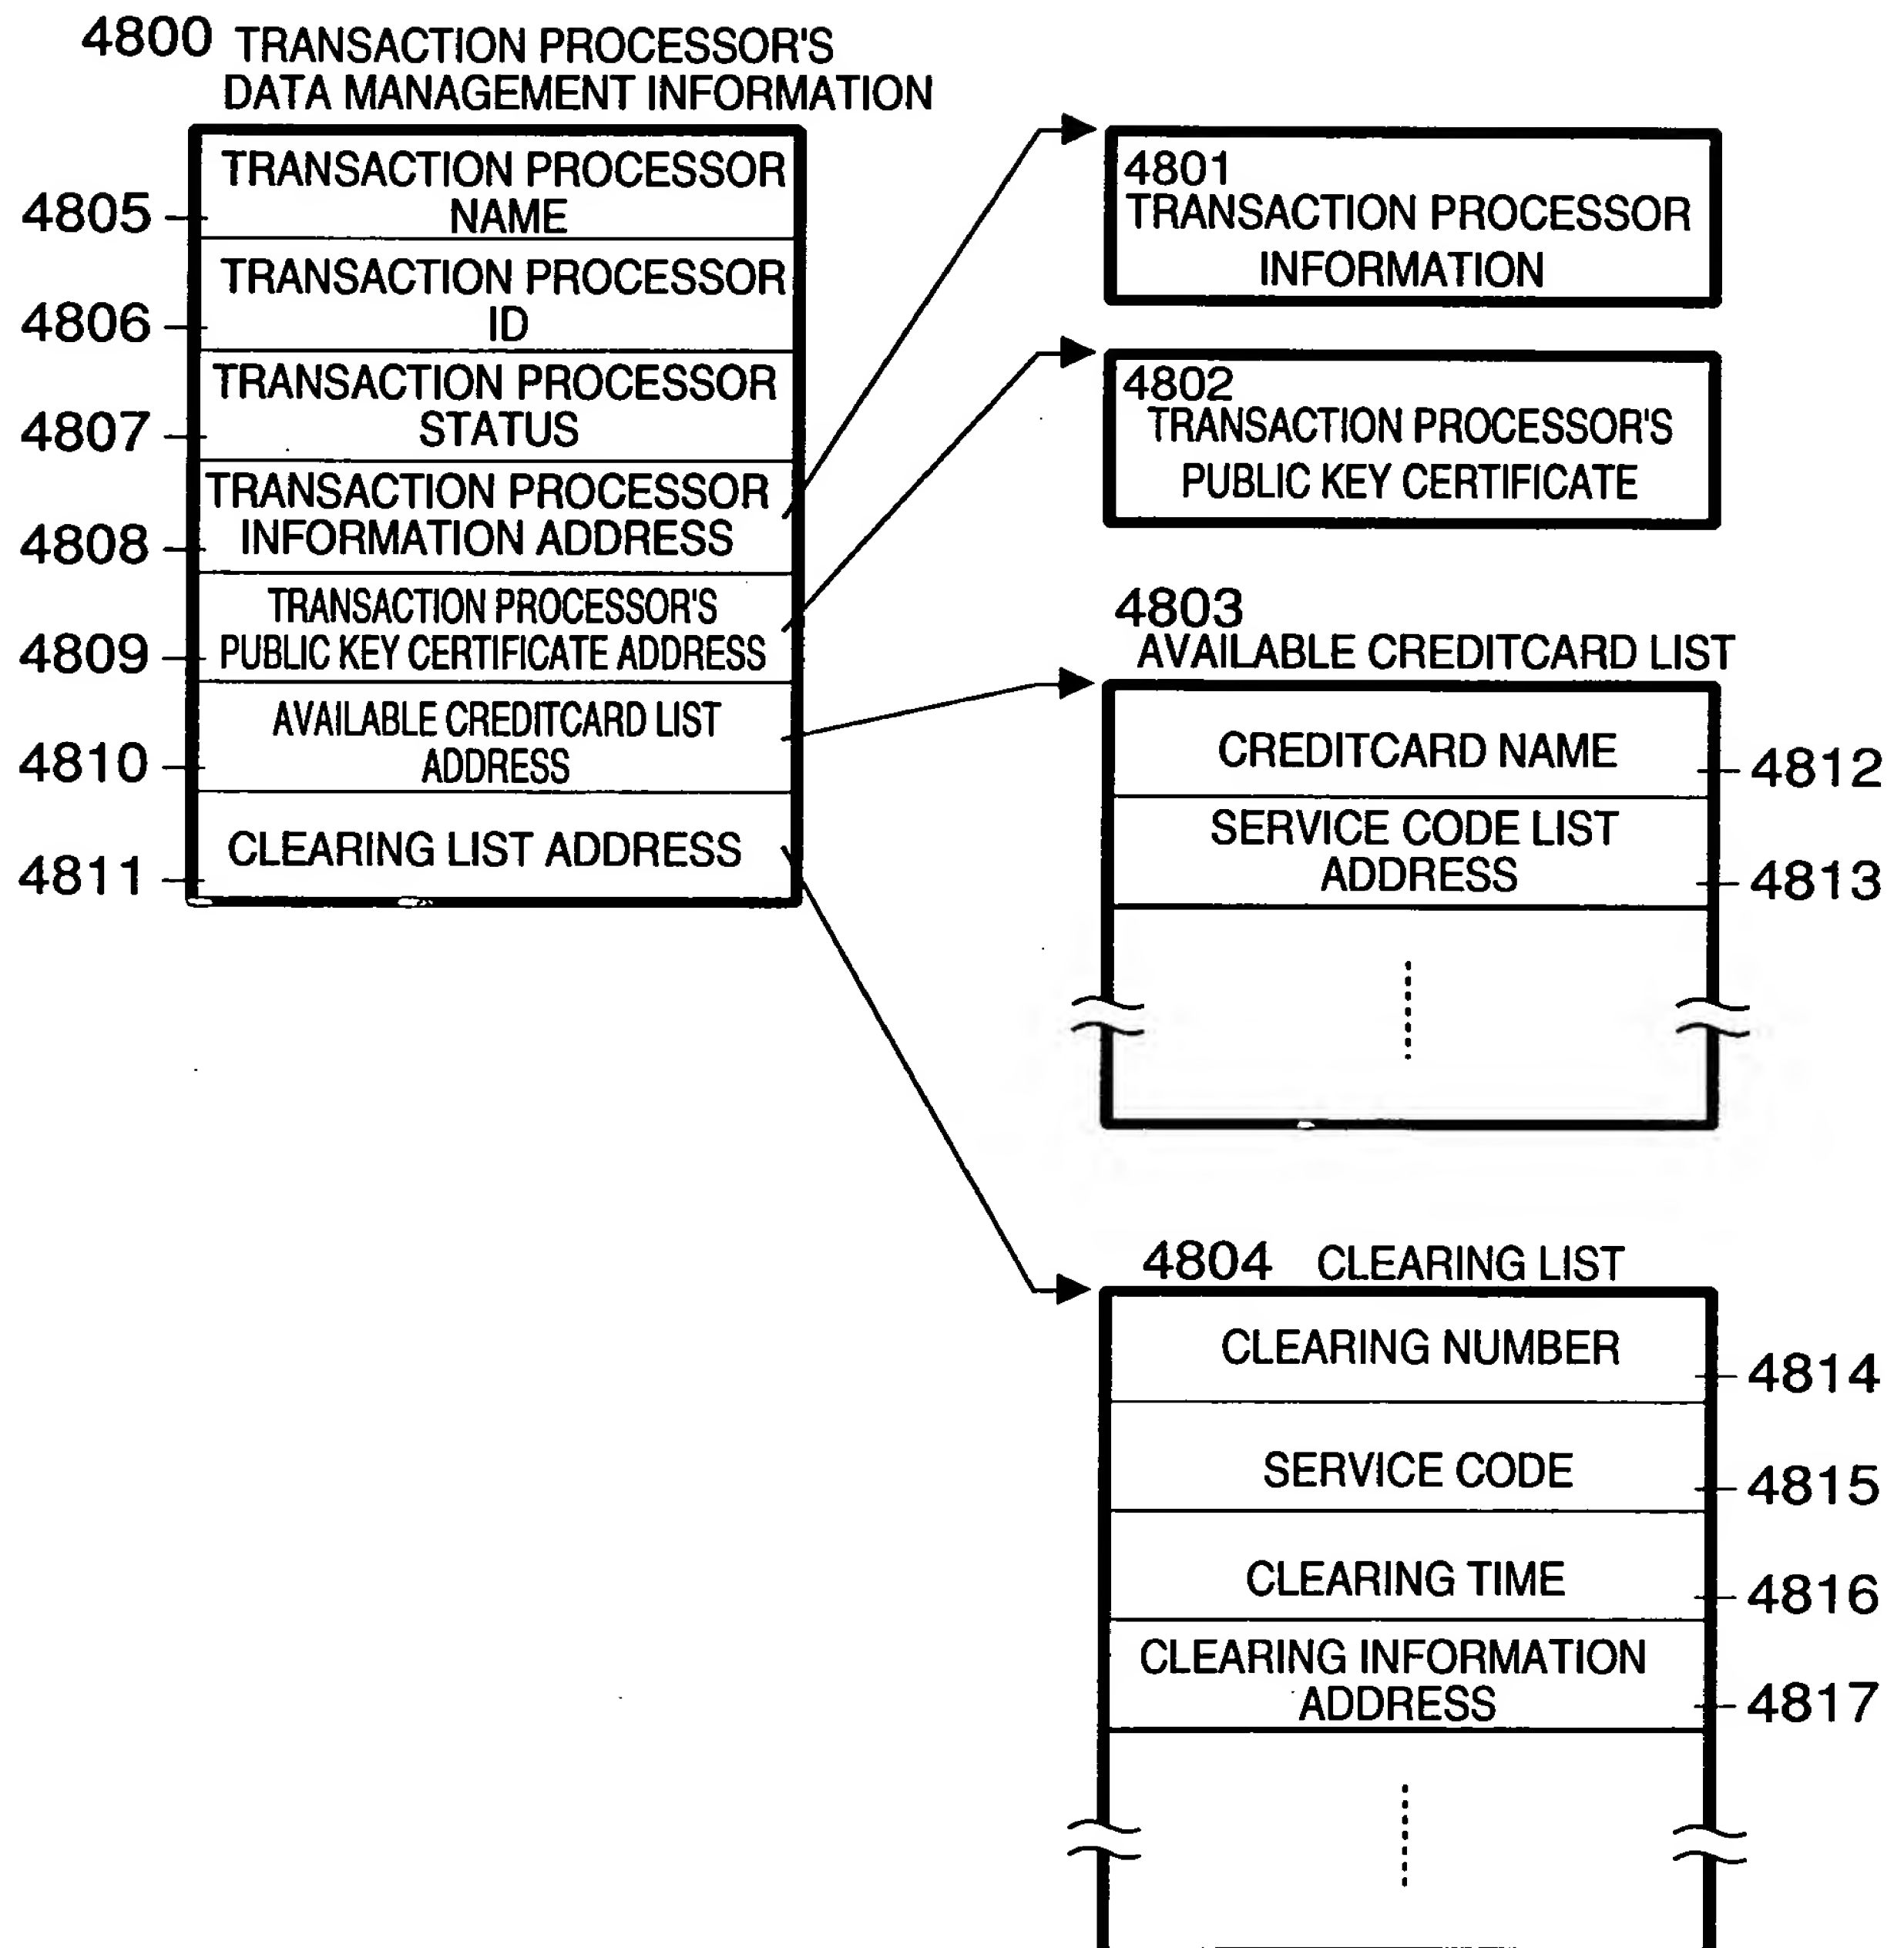 4800 TRANSACTION PROCESSOR'S
DATA MANAGEMENT INFORMATION
TRANSACTION PROCESSOR
4805 NAME
TRANSACTION PROCESSOR
4806 ID
TRANSACTION PROCESSOR
4807 STATUS
TRANSACTION PROCESSOR
4808 INFORMATION ADDRESS
TRANSACTION PROCESSOR'S
4809 PUBLIC KEY CERTIFICATE ADDRESS
AVAILABLE CREDITCARD LIST
4810 ADDRESS
4811 CLEARING LIST ADDRESS
4801
TRANSACTION PROCESSOR
INFORMATION
4802
TRANSACTION PROCESSOR'S
PUBLIC KEY CERTIFICATE
4803
AVAILABLE CREDITCARD LIST
CREDITCARD NAME 4812
SERVICE CODE LIST
ADDRESS 4813
4804 CLEARING LIST
CLEARING NUMBER 4814
SERVICE CODE 4815
CLEARING TIME 4816
CLEARING INFORMATION
ADDRESS 4817